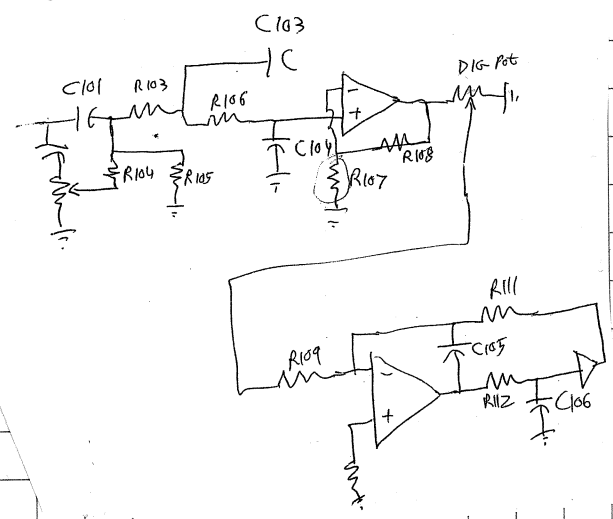 C103
C101
R103
R106
DIG Pot
-
+
C104
R108
R104
R105
R107
R111
R109
C105
-
R112
C106
+